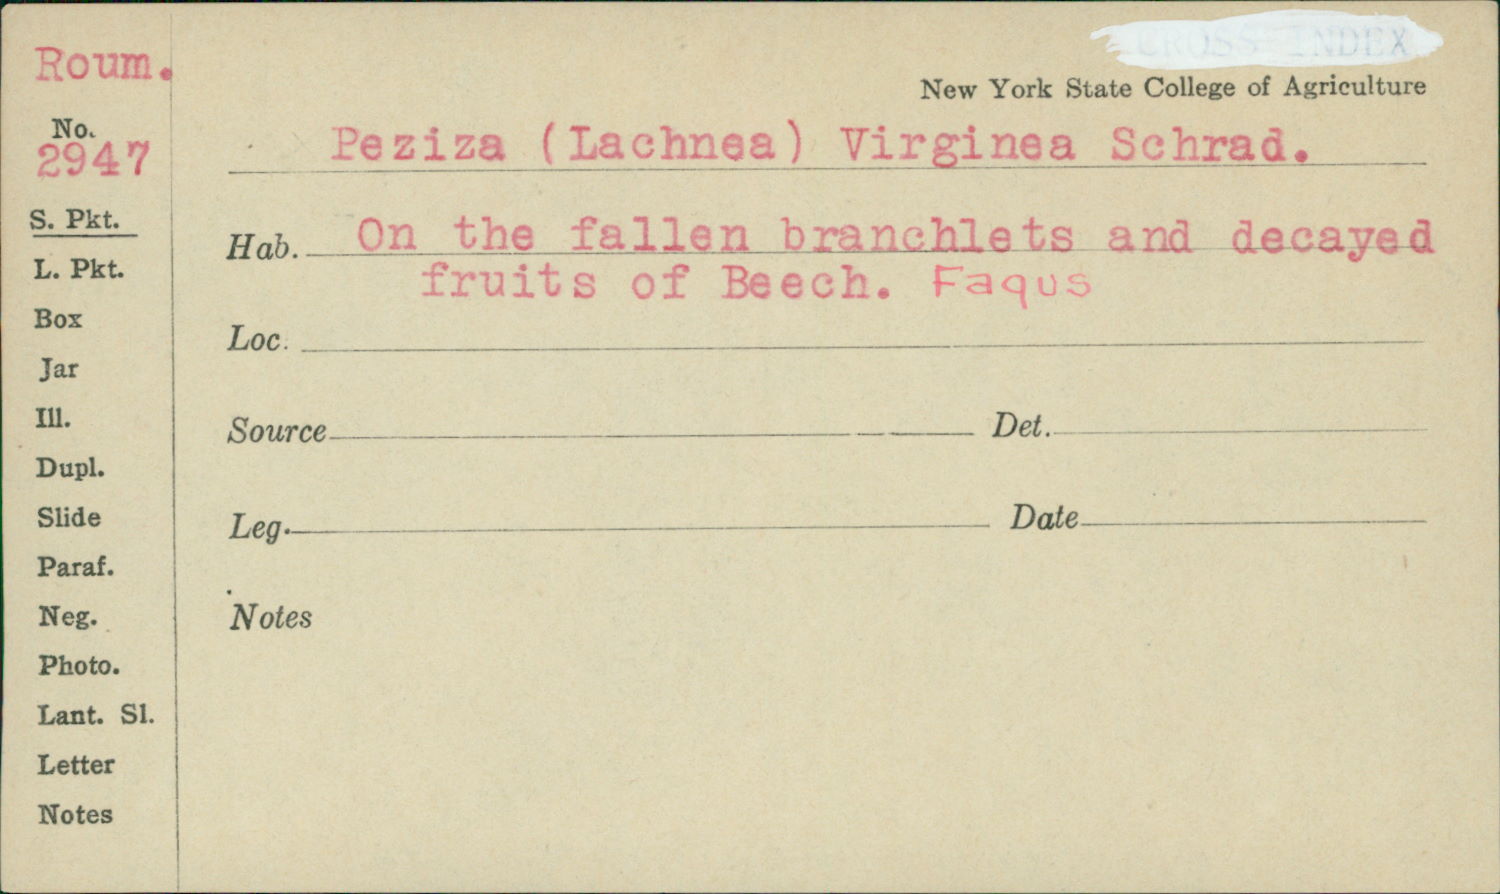 Roum.
No.
2947
S. Pkt.
L. Pkt.
Box
Jar
Ill.
Dupl.
Slide
Paraf.
Neg.
Photo.
Lant. Sl.
Letter
Notes
CROSS INDEX
New York State College of Agriculture
Peziza (Lachnea) Virginea Schrad.
Hab. On the fallen branchlets and decayed
fruits of Beech. Fagus
Loc.
Source Det.
Leg. Date
Notes